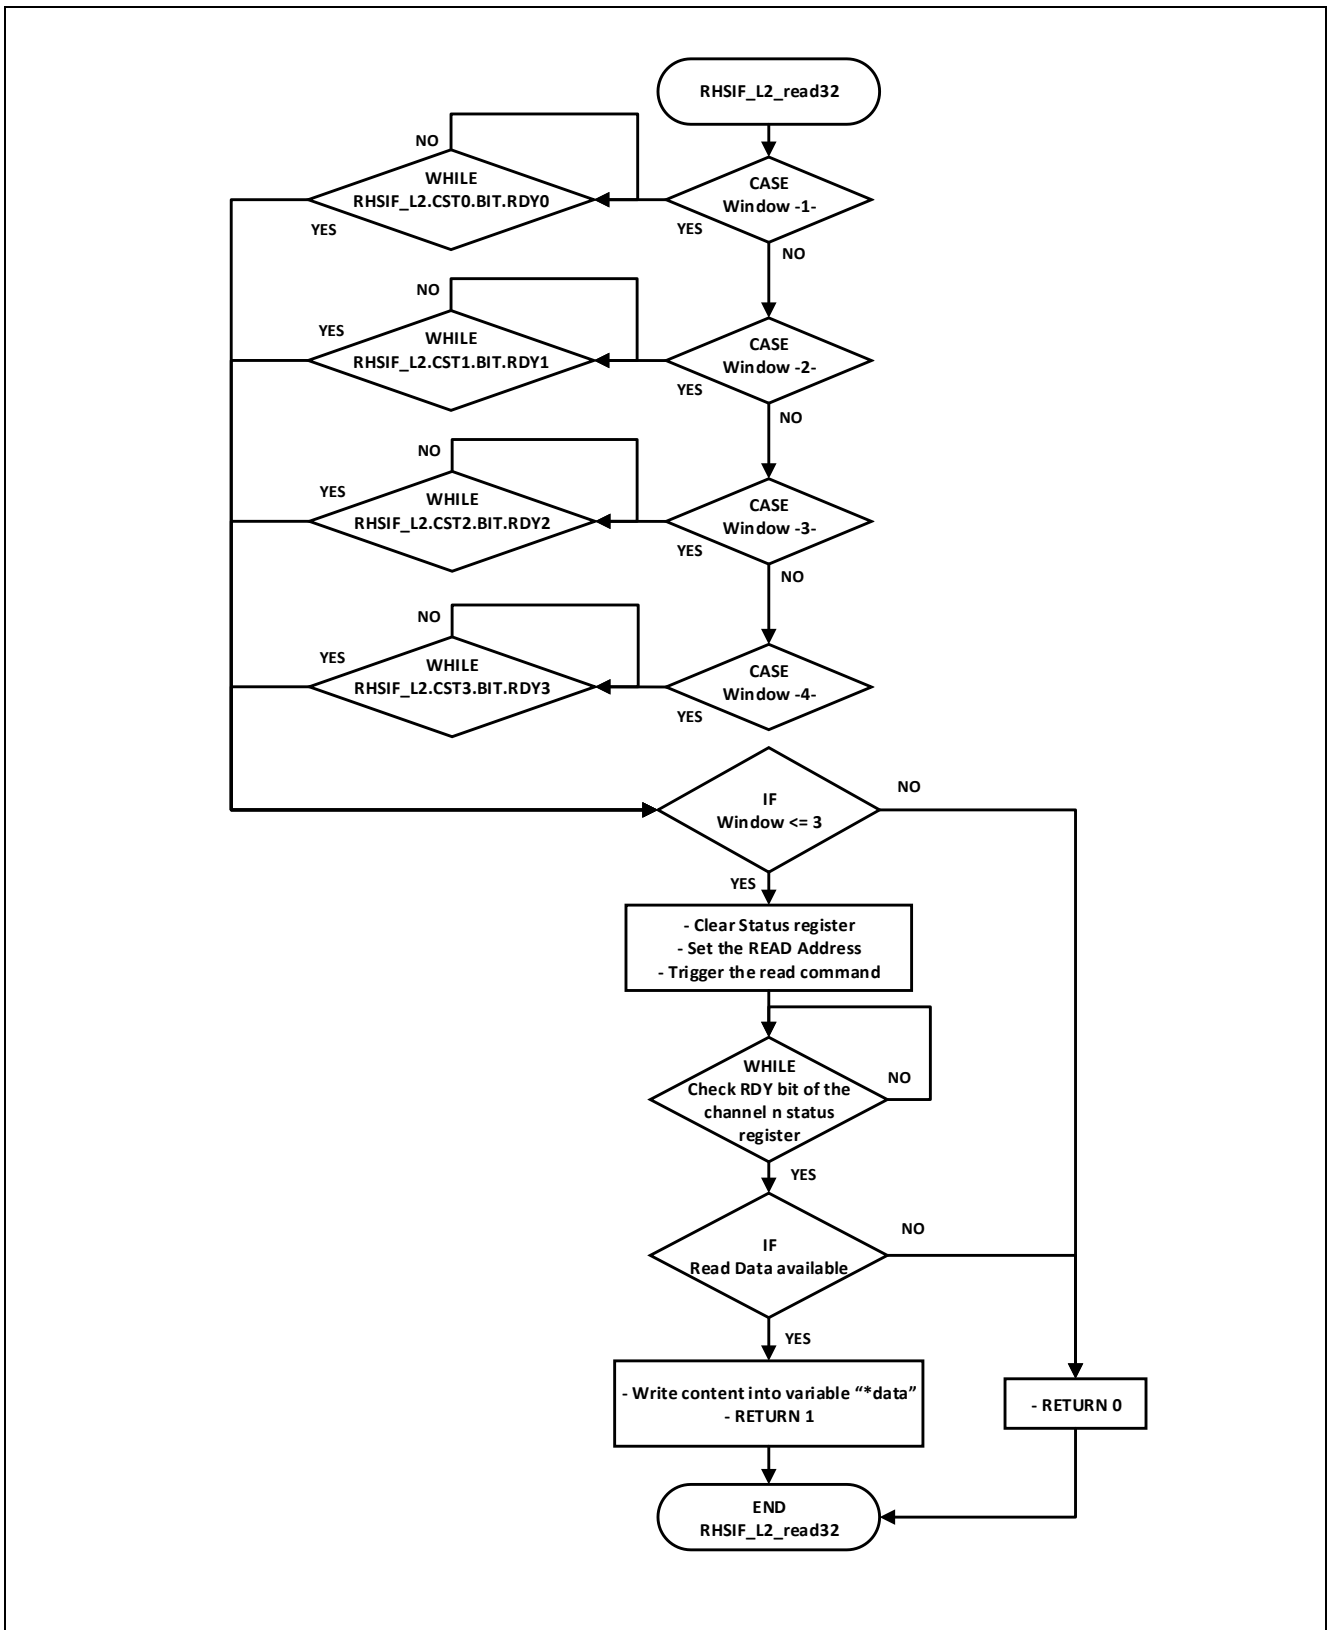 RHSIF_L2_read32
NO
WHILE
RHSIF_L2.CST0.BIT.RDY0
YES
CASE
Window -1-
YES
NO
NO
WHILE
RHSIF_L2.CST1.BIT.RDY1
YES
CASE
Window -2-
YES
NO
NO
WHILE
RHSIF_L2.CST2.BIT.RDY2
YES
CASE
Window -3-
YES
NO
NO
WHILE
RHSIF_L2.CST3.BIT.RDY3
YES
CASE
Window -4-
YES
IF
Window <= 3
NO
YES
- Clear Status register
- Set the READ Address
- Trigger the read command
WHILE
Check RDY bit of the
channel n status
register
NO
YES
IF
Read Data available
NO
YES
- Write content into variable “*data”
- RETURN 1
- RETURN 0
END
RHSIF_L2_read32